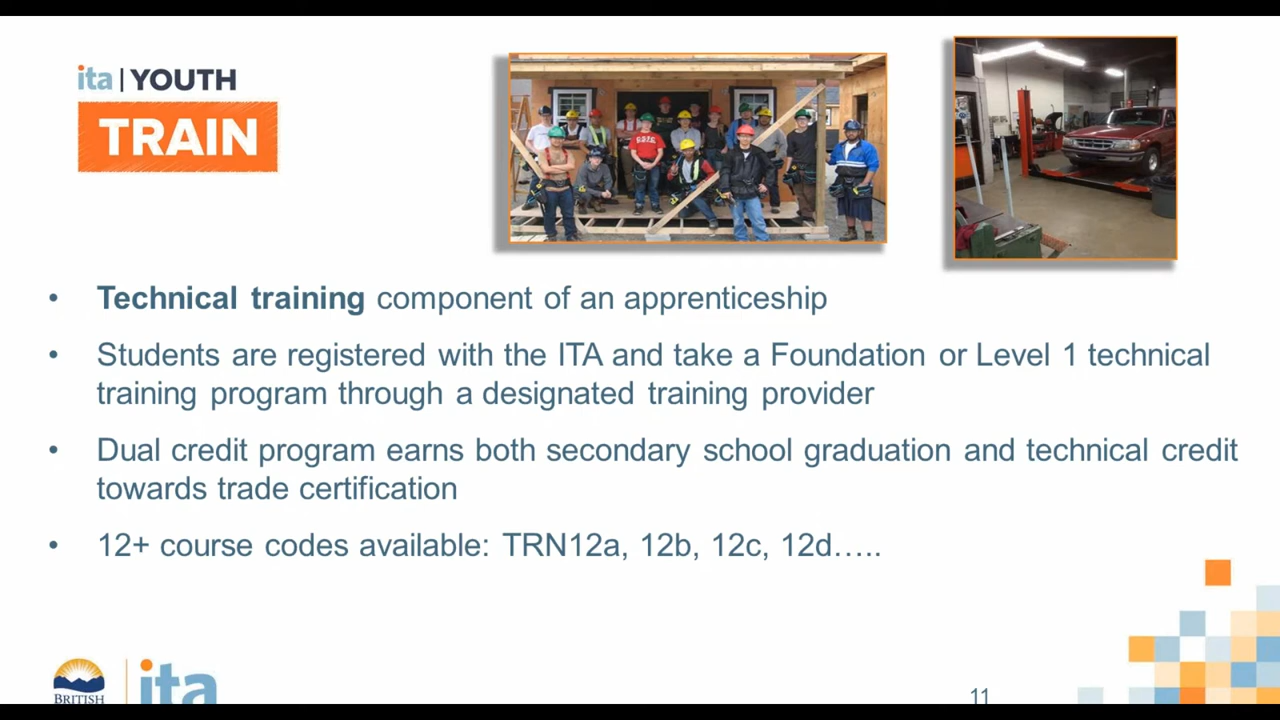 ita | YOUTH
TRAIN
• Technical training component of an apprenticeship
• Students are registered with the ITA and take a Foundation or Level 1 technical
training program through a designated training provider
• Dual credit program earns both secondary school graduation and technical credit
towards trade certification
• 12+ course codes available: TRN12a, 12b, 12c, 12d…..
BRITISH
ita
11